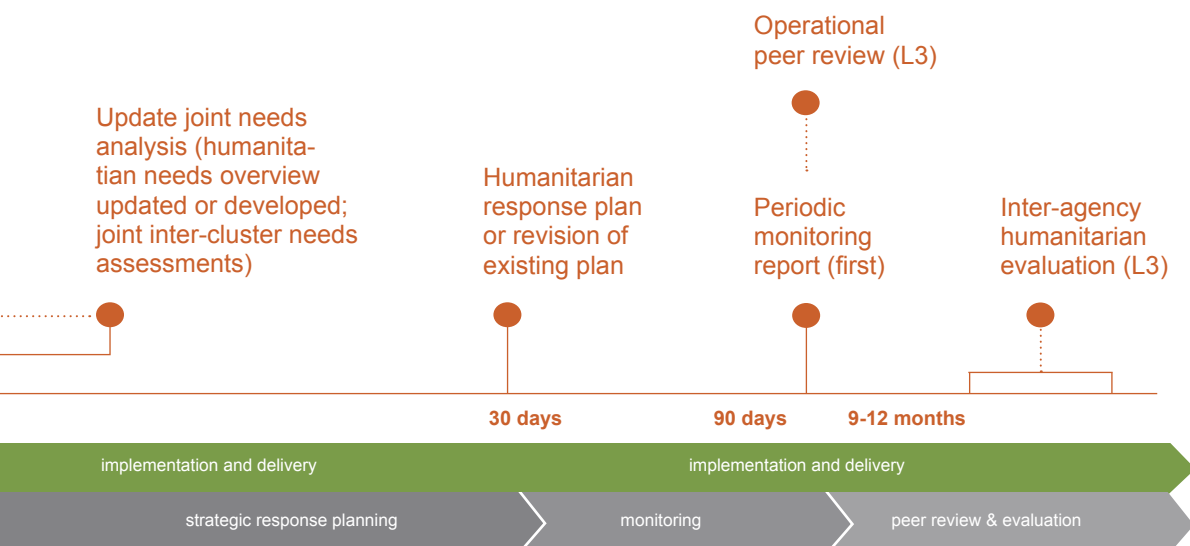 Operational
peer review (L3)
Update joint needs
analysis (humanita-
tian needs overview
updated or developed;
joint inter-cluster needs
assessments)
Humanitarian
response plan
or revision of
existing plan
Periodic
monitoring
report (first)
Inter-agency
humanitarian
evaluation (L3)
30 days
90 days
9-12 months
implementation and delivery
implementation and delivery
strategic response planning
monitoring
peer review & evaluation